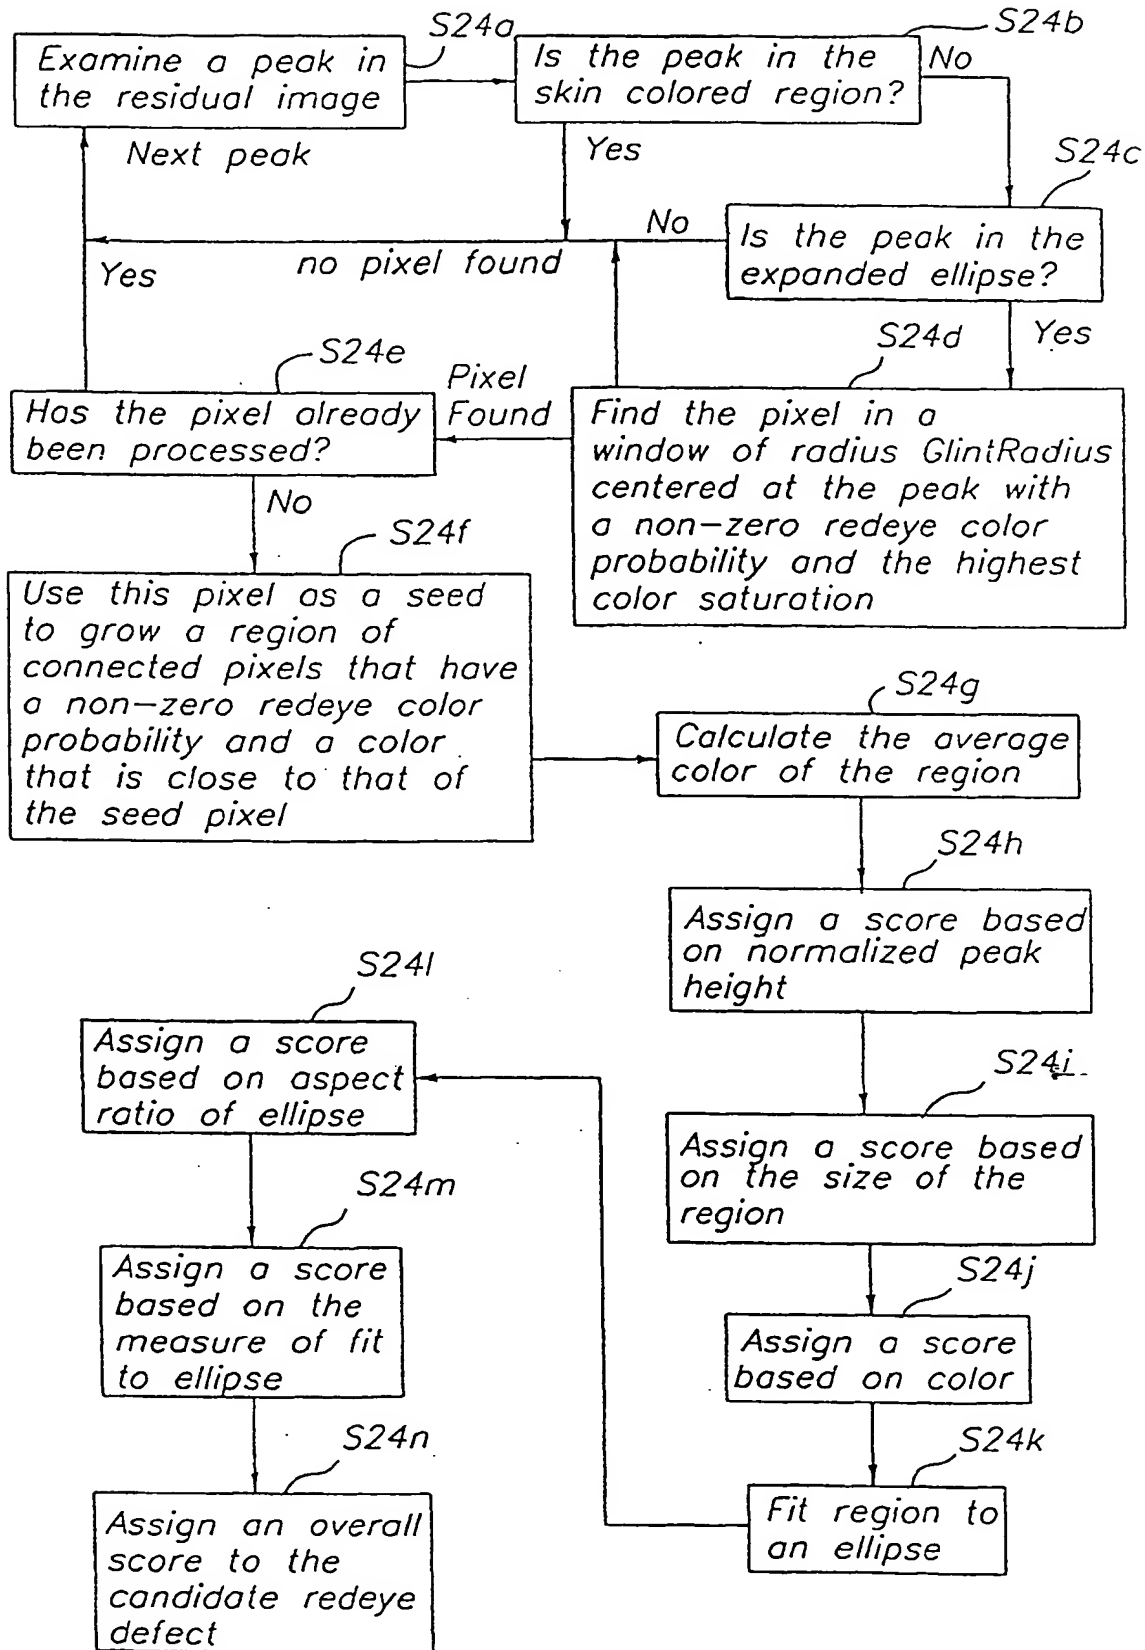 S24a
Examine a peak in
the residual image
S24b
Is the peak in the
skin colored region?
No
Next peak
Yes
S24c
No
Is the peak in the
expanded ellipse?
no pixel found
Yes
S24d
Yes
S24e
Pixel
Found
Has the pixel already
been processed?
Find the pixel in a
window of radius GlintRadius
centered at the peak with
a non-zero redeye color
probability and the highest
color saturation
No
S24f
Use this pixel as a seed
to grow a region of
connected pixels that have
a non-zero redeye color
probability and a color
that is close to that of
the seed pixel
S24g
Calculate the average
color of the region
S24h
Assign a score based
on normalized peak
height
S24i
Assign a score based
on the size of the
region
S24j
Assign a score
based on color
S24k
Fit region to
an ellipse
S24l
Assign a score
based on aspect
ratio of ellipse
S24m
Assign a score
based on the
measure of fit
to ellipse
S24n
Assign an overall
score to the
candidate redeye
defect